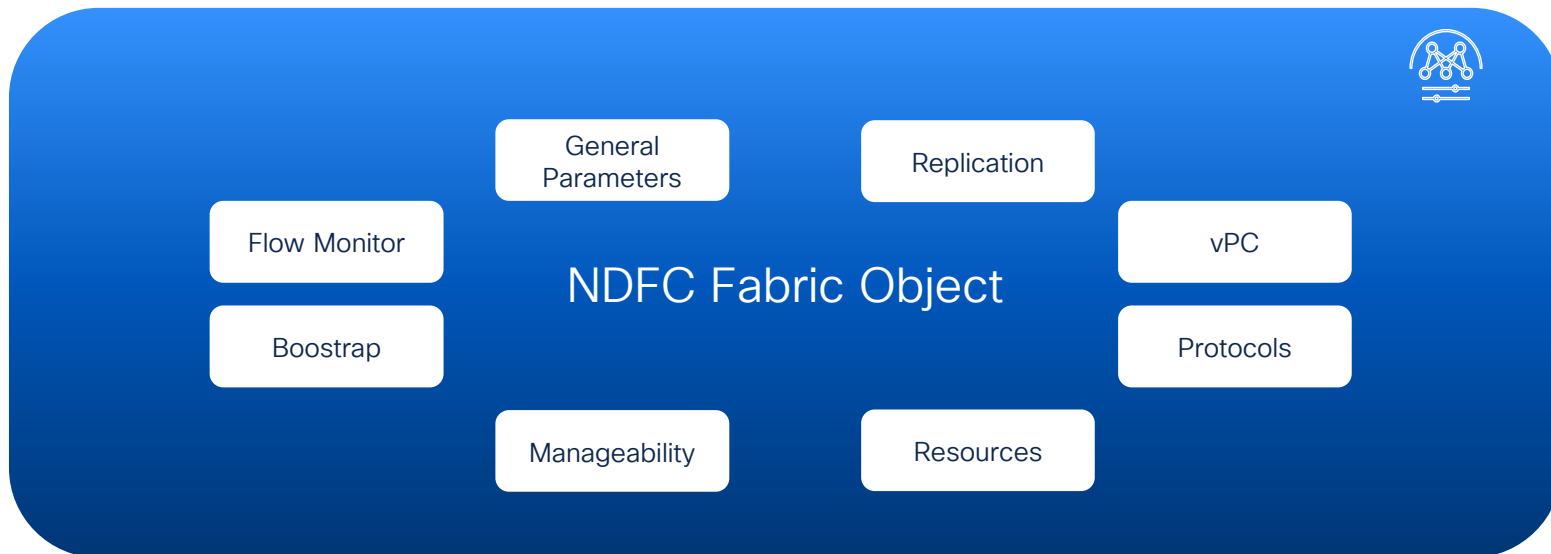 General
Parameters
Replication
Flow Monitor
vPC
NDFC Fabric Object
Boostrap
Protocols
Manageability
Resources